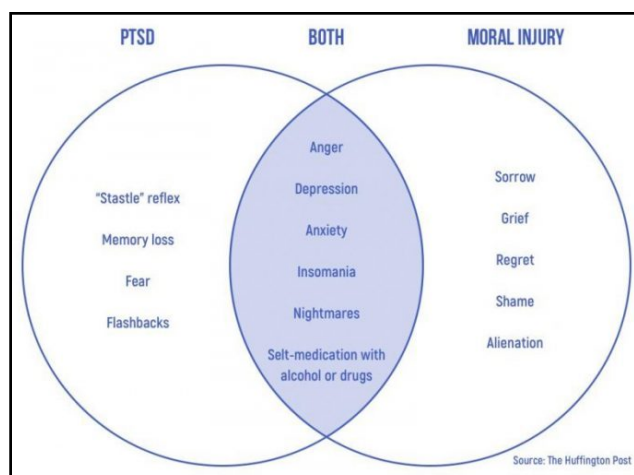 PTSD
BOTH
MORAL INJURY
"Stastle" reflex
Memory loss
Fear
Flashbacks
Anger
Depression
Anxiety
Insomania
Nightmares
Selt-medication with
alcohol or drugs
Sorrow
Grief
Regret
Shame
Alienation
Source: The Huffington Post